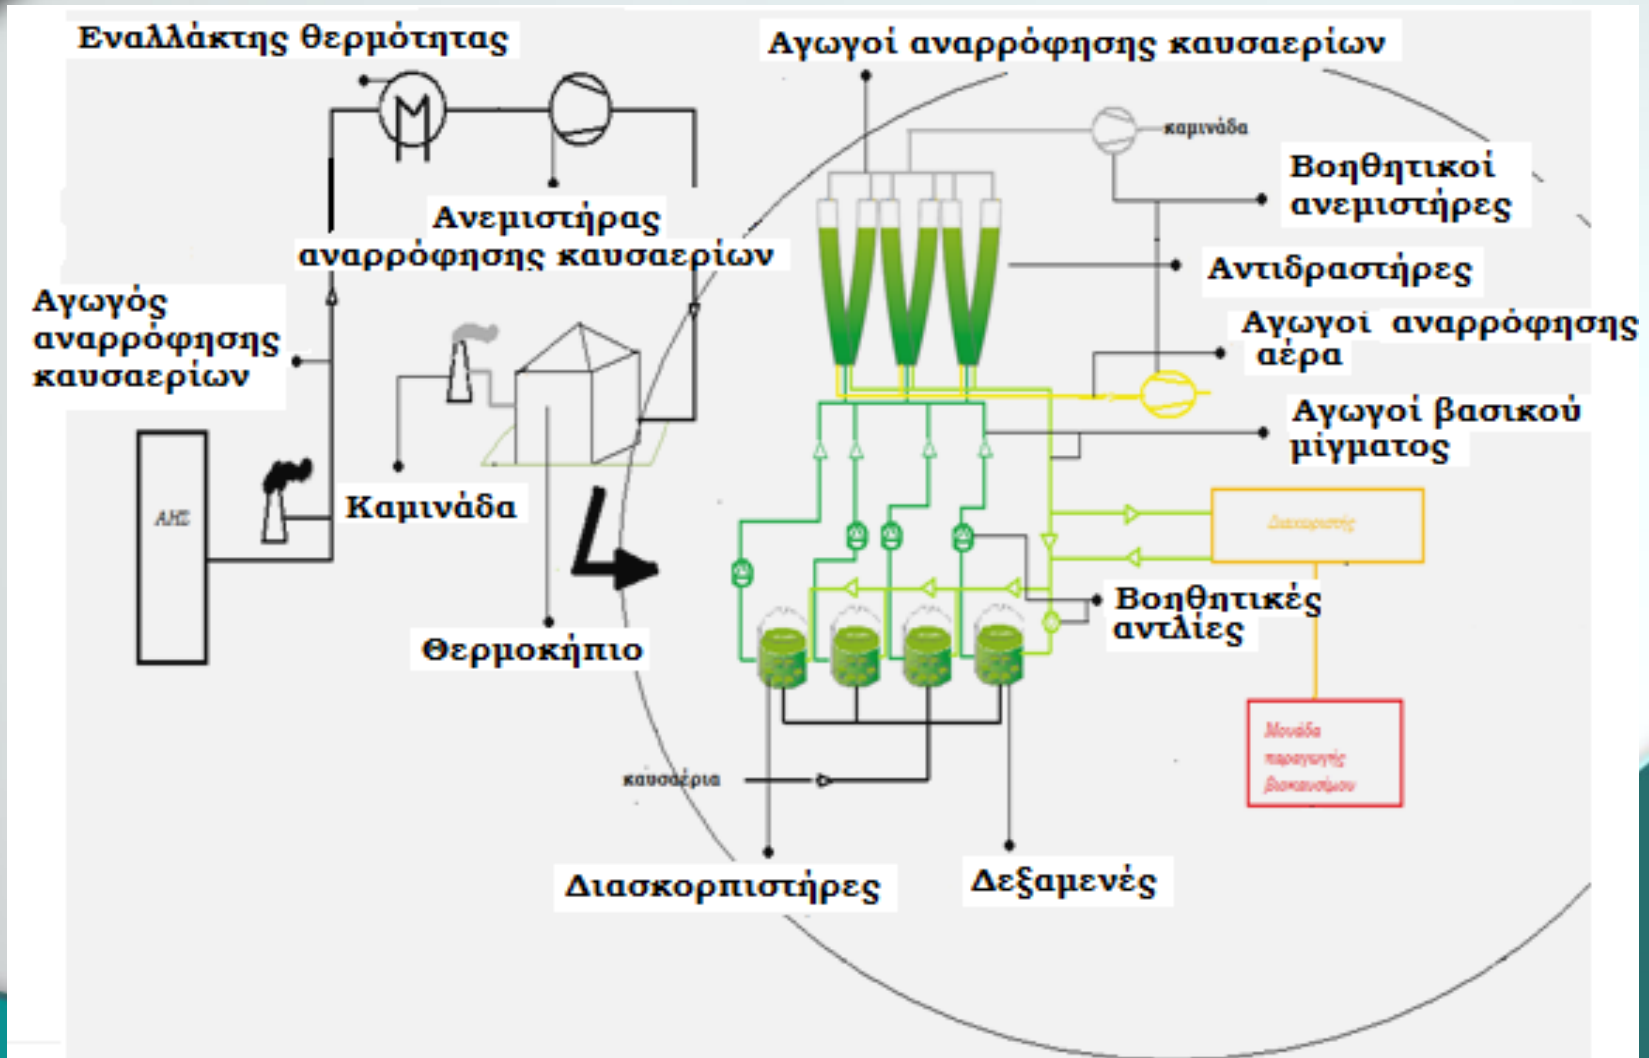 Εναλλάκτης θερμότητας
Αγωγοί αναρρόφησης καυσαερίων
καμινάδα
Βοηθητικοί
ανεμιστήρες
Ανεμιστήρας
αναρρόφησης καυσαερίων
Αντιδραστήρες
Αγωγός
αναρρόφησης
καυσαερίων
Αγωγοί αναρρόφησης
αέρα
Αγωγοί βασικού
μίγματος
Καμινάδα
ΑΗΣ
Διαχωριστής
Βοηθητικές
αντλίες
Θερμοκήπιο
Μονάδα
παραγωγής
βιοκαυσίμου
καυσαέρια
Διασκορπιστήρες
Δεξαμενές